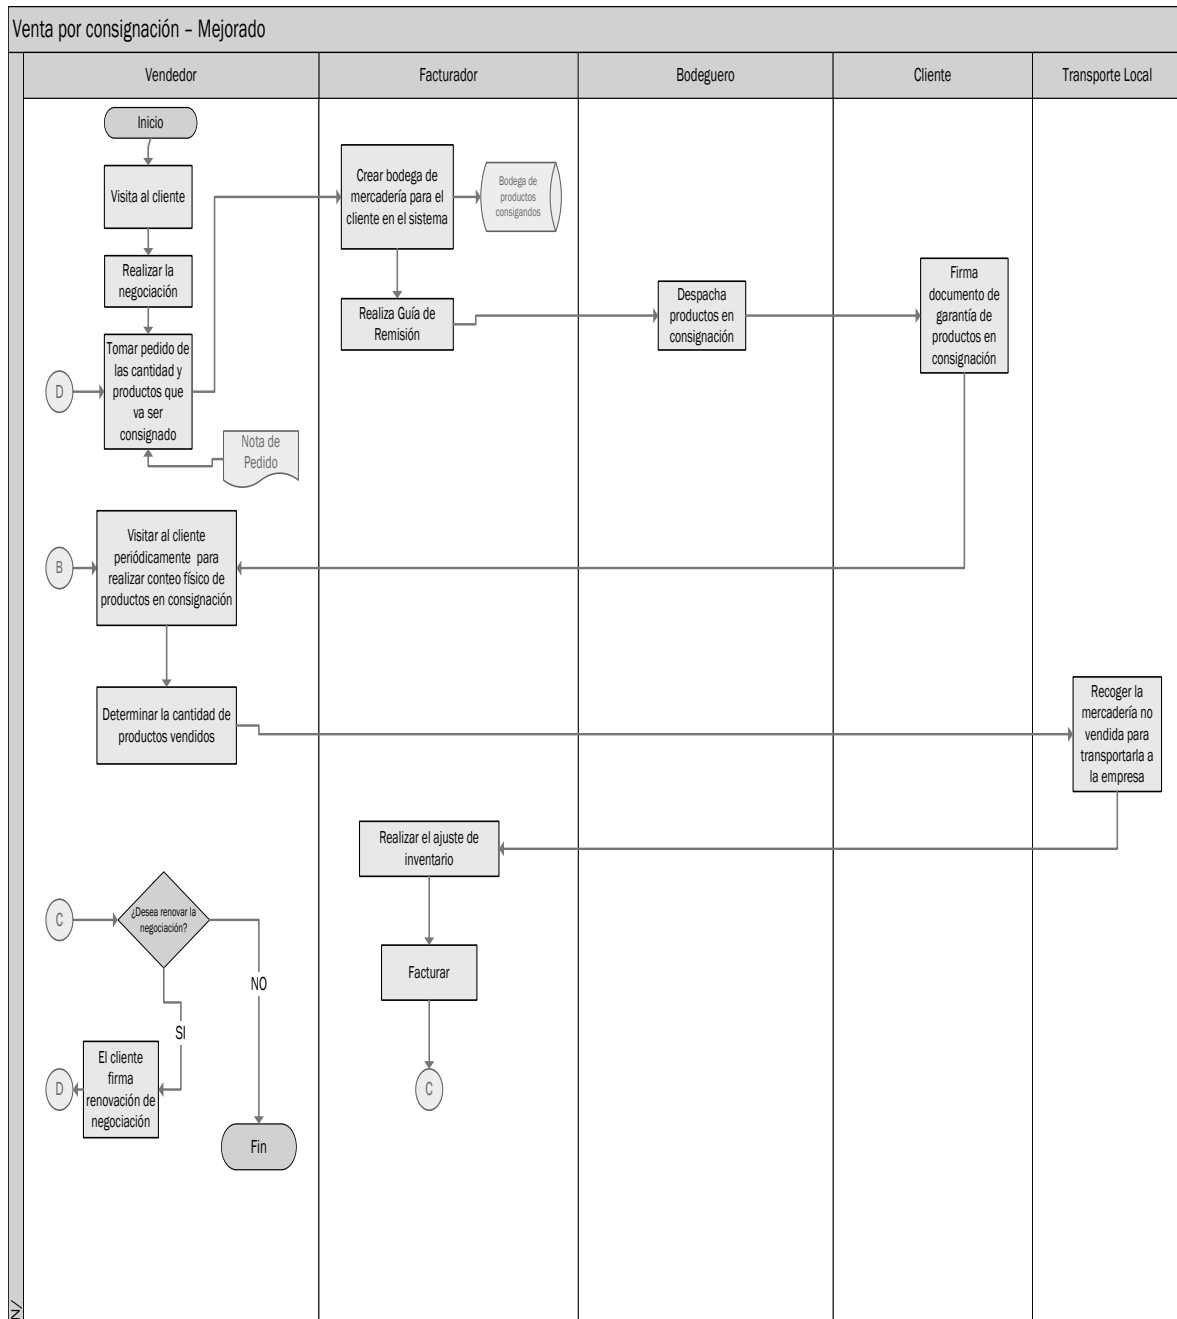 Venta por consignación – Mejorado
Vendedor
Facturador
Bodeguero
Cliente
Transporte Local
Inicio
Visita al cliente
Realizar la
negociación
Tomar pedido de
las cantidad y
productos que
va ser
consignado
D
Nota de
Pedido
Crear bodega de
mercadería para el
cliente en el sistema
Bodega de
productos
consigandos
Realiza Guía de
Remisión
Despacha
productos en
consignación
Firma
documento de
garantía de
productos en
consignación
B
Visitar al cliente
periódicamente para
realizar conteo físico de
productos en consignación
Determinar la cantidad de
productos vendidos
Recoger la
mercadería no
vendida para
transportarla a
la empresa
Realizar el ajuste de
inventario
Facturar
C
C
¿Desea renovar la
negociación?
NO
SI
El cliente
firma
renovación de
negociación
D
Fin
N/